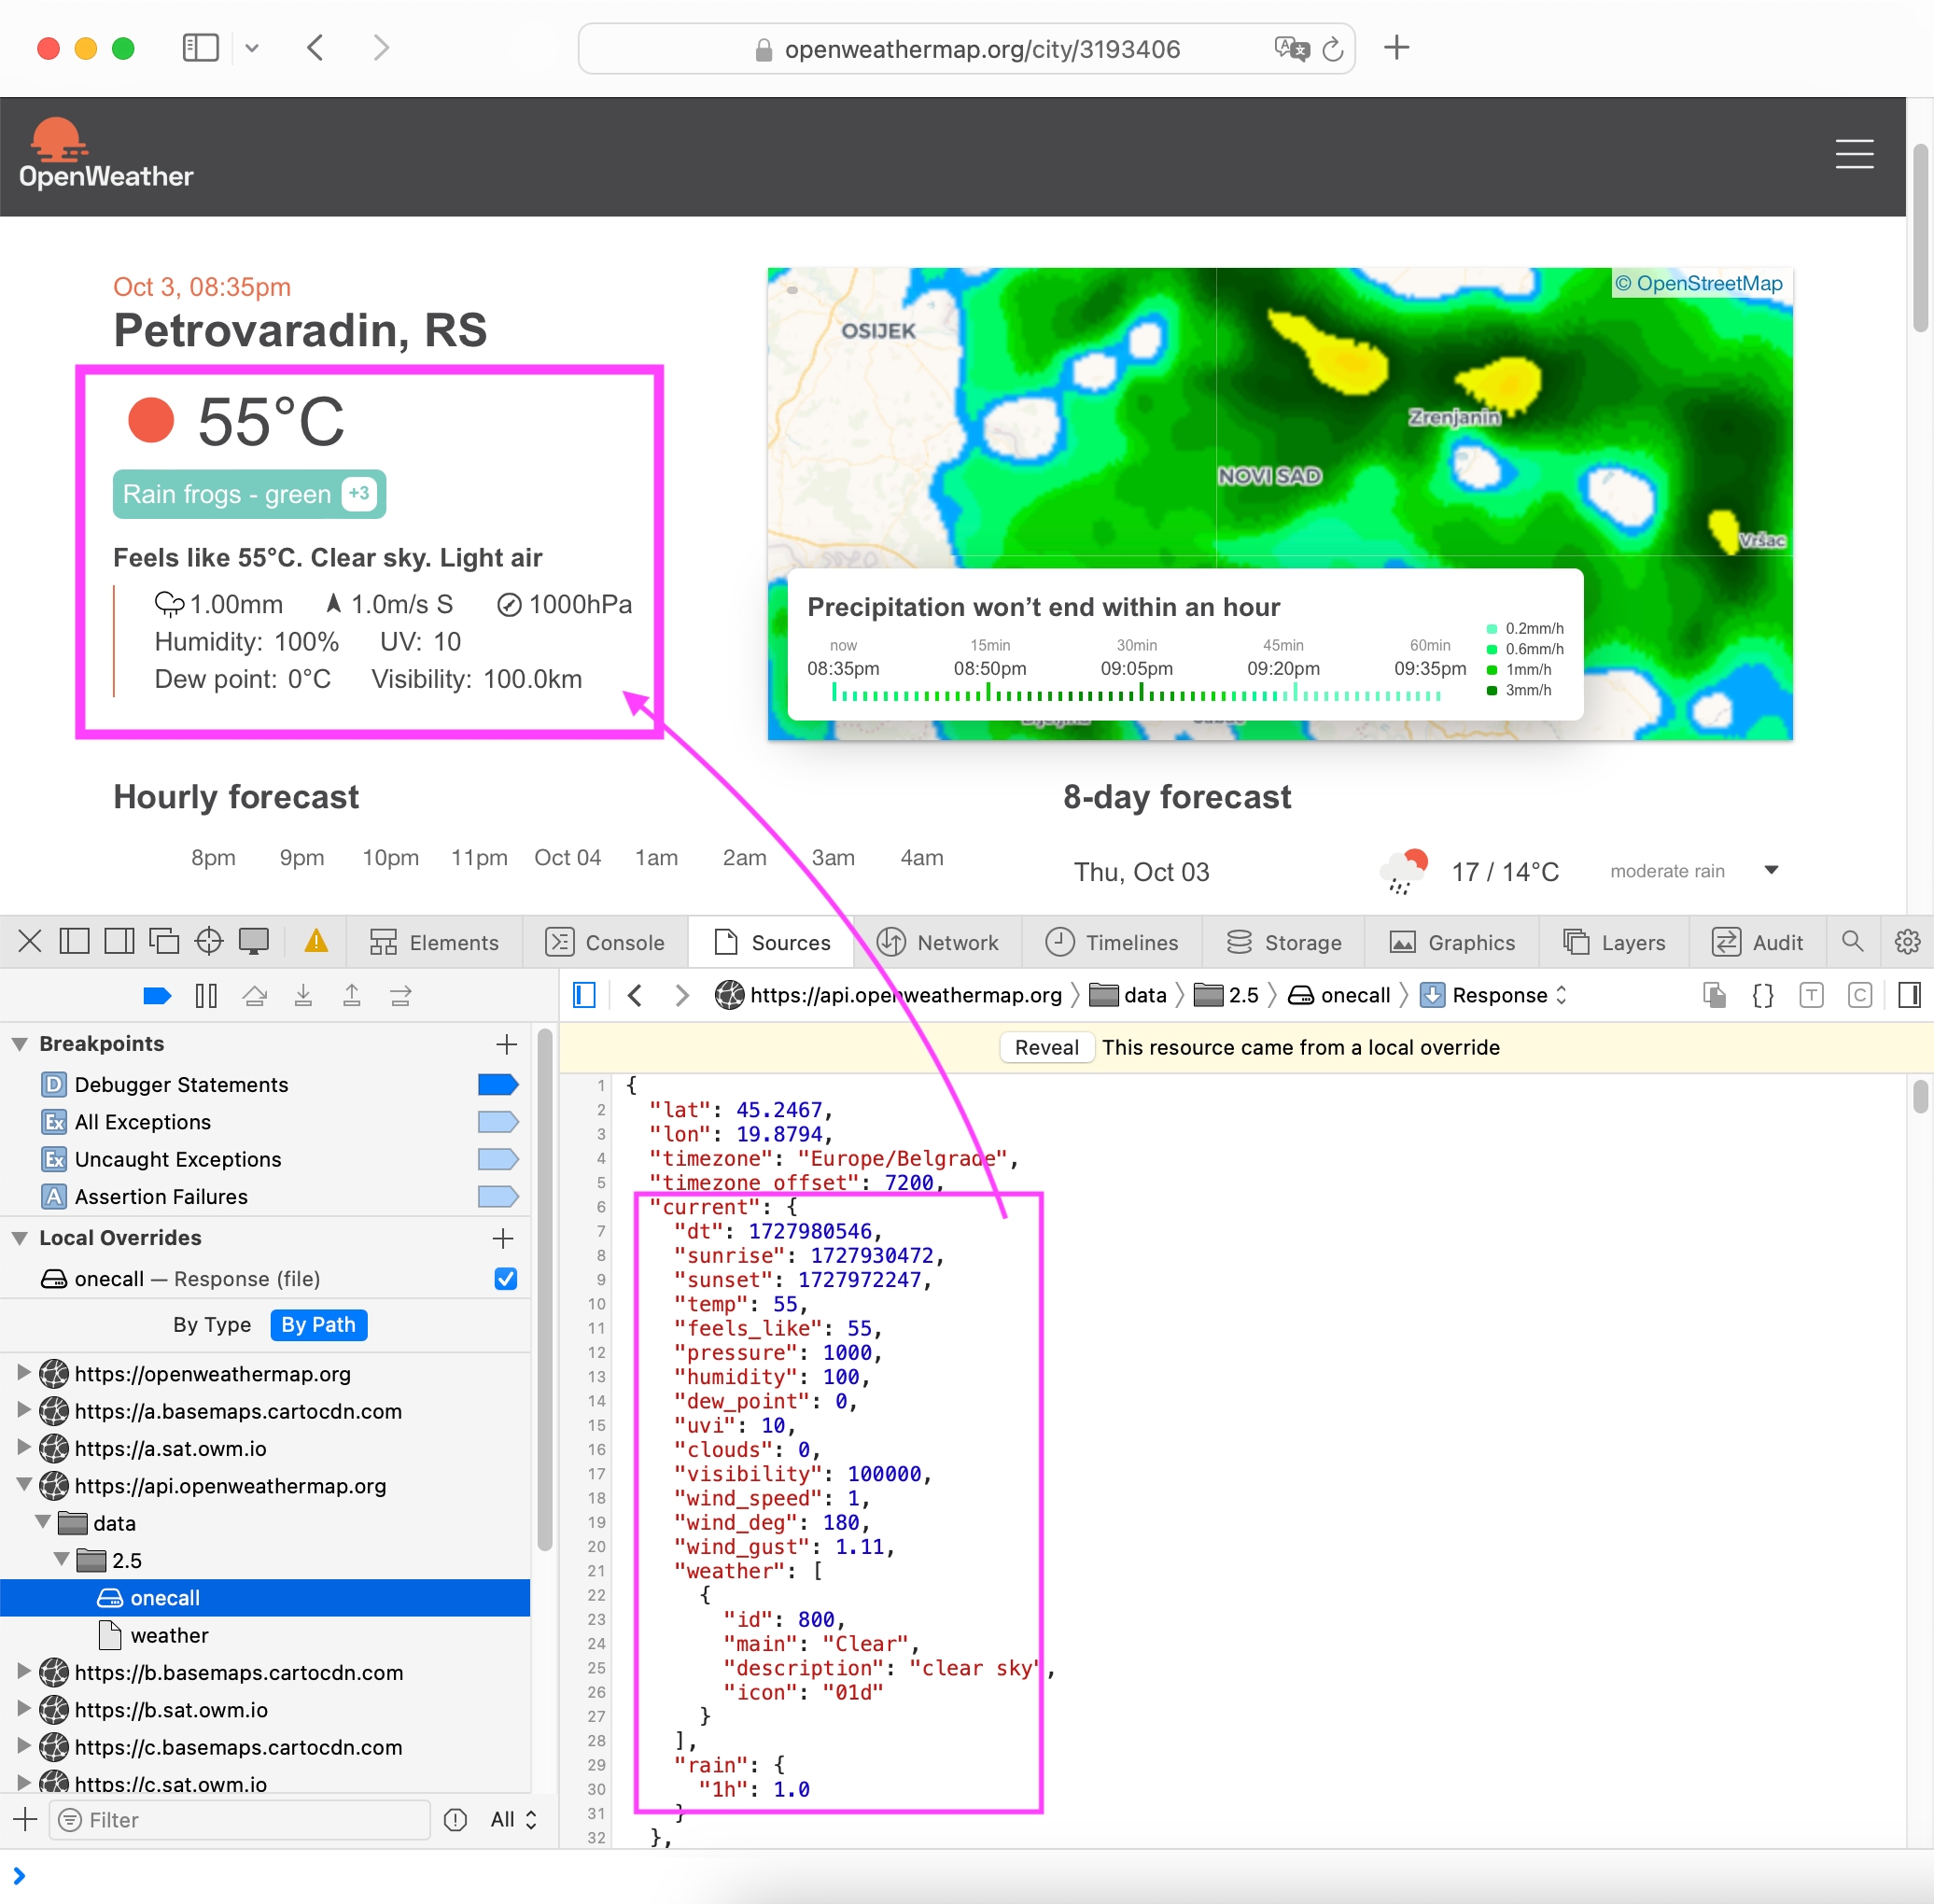 openweathermap.org/city/3193406
OpenWeather
Oct 3, 08:35pm
Petrovaradin, RS
55°C
Rain frogs - green +3
Feels like 55°C. Clear sky. Light air
1.00mm 1.0m/s S 1000hPa
Humidity: 100% UV: 10
Dew point: 0°C Visibility: 100.0km
© OpenStreetMap
OSIJEK
Zrenjanin
NOVI SAD
Vršac
Precipitation won’t end within an hour
now 15min 30min 45min 60min
08:35pm 08:50pm 09:05pm 09:20pm 09:35pm
0.2mm/h
0.6mm/h
1mm/h
3mm/h
Hourly forecast
8pm 9pm 10pm 11pm Oct 04 1am 2am 3am 4am
8-day forecast
Thu, Oct 03 17 / 14°C moderate rain
Elements Console Sources Network Timelines Storage Graphics Layers Audit
https://api.openweathermap.org data 2.5 onecall Response
T C
Reveal This resource came from a local override
Breakpoints
D Debugger Statements
Ex All Exceptions
Ex Uncaught Exceptions
A Assertion Failures
Local Overrides
onecall — Response (file)
By Type By Path
https://openweathermap.org
https://a.basemaps.cartocdn.com
https://a.sat.owm.io
https://api.openweathermap.org
data
2.5
onecall
weather
https://b.basemaps.cartocdn.com
https://b.sat.owm.io
https://c.basemaps.cartocdn.com
https://c.sat.owm.io
Filter All
1 {
2 "lat": 45.2467,
3 "lon": 19.8794,
4 "timezone": "Europe/Belgrade",
5 "timezone_offset": 7200,
6 "current": {
7 "dt": 1727980546,
8 "sunrise": 1727930472,
9 "sunset": 1727972247,
10 "temp": 55,
11 "feels_like": 55,
12 "pressure": 1000,
13 "humidity": 100,
14 "dew_point": 0,
15 "uvi": 10,
16 "clouds": 0,
17 "visibility": 100000,
18 "wind_speed": 1,
19 "wind_deg": 180,
20 "wind_gust": 1.11,
21 "weather": [
22 {
23 "id": 800,
24 "main": "Clear",
25 "description": "clear sky",
26 "icon": "01d"
27 }
28 ],
29 "rain": {
30 "1h": 1.0
31 }
32 },